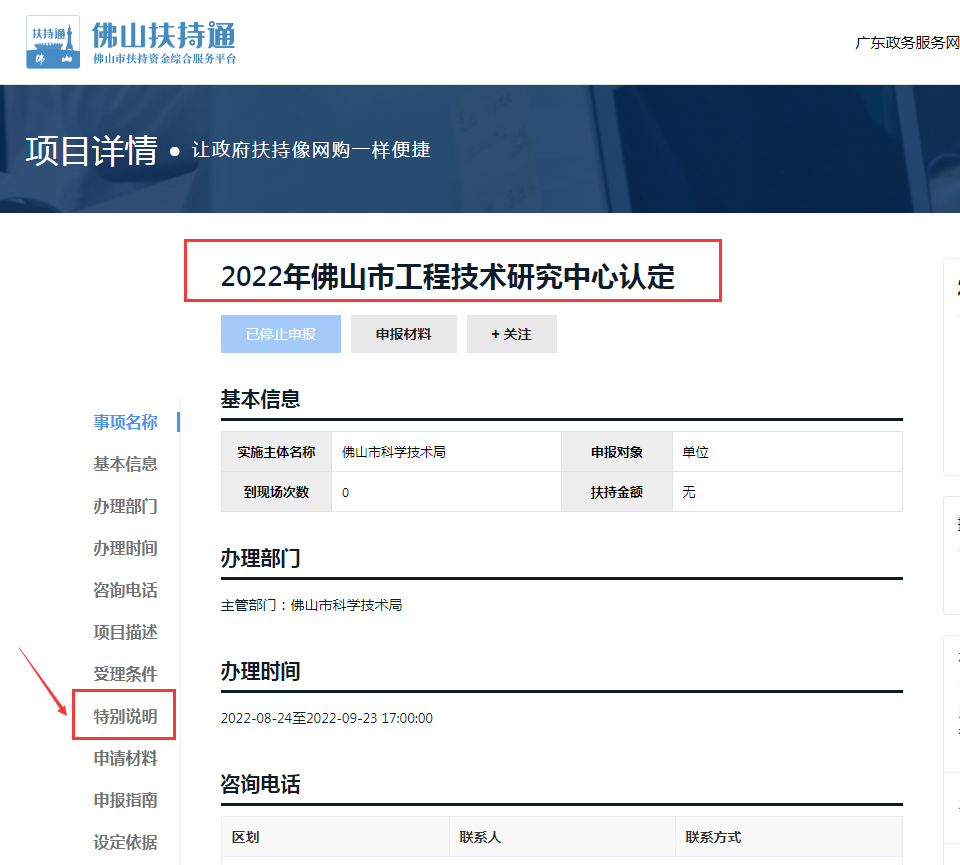 扶持通
佛山
佛山扶持通
佛山市扶持资金综合服务平台
广东政务服务网
项目详情 ● 让政府扶持像网购一样便捷
2022年佛山市工程技术研究中心认定
已停止申报 申报材料 + 关注
事项名称
基本信息
办理部门
办理时间
咨询电话
项目描述
受理条件
特别说明
申请材料
申报指南
设定依据
基本信息
实施主体名称 佛山市科学技术局 申报对象 单位
到现场次数 0 扶持金额 无
办理部门
主管部门：佛山市科学技术局
办理时间
2022-08-24至2022-09-23 17:00:00
咨询电话
区划 联系人 联系方式